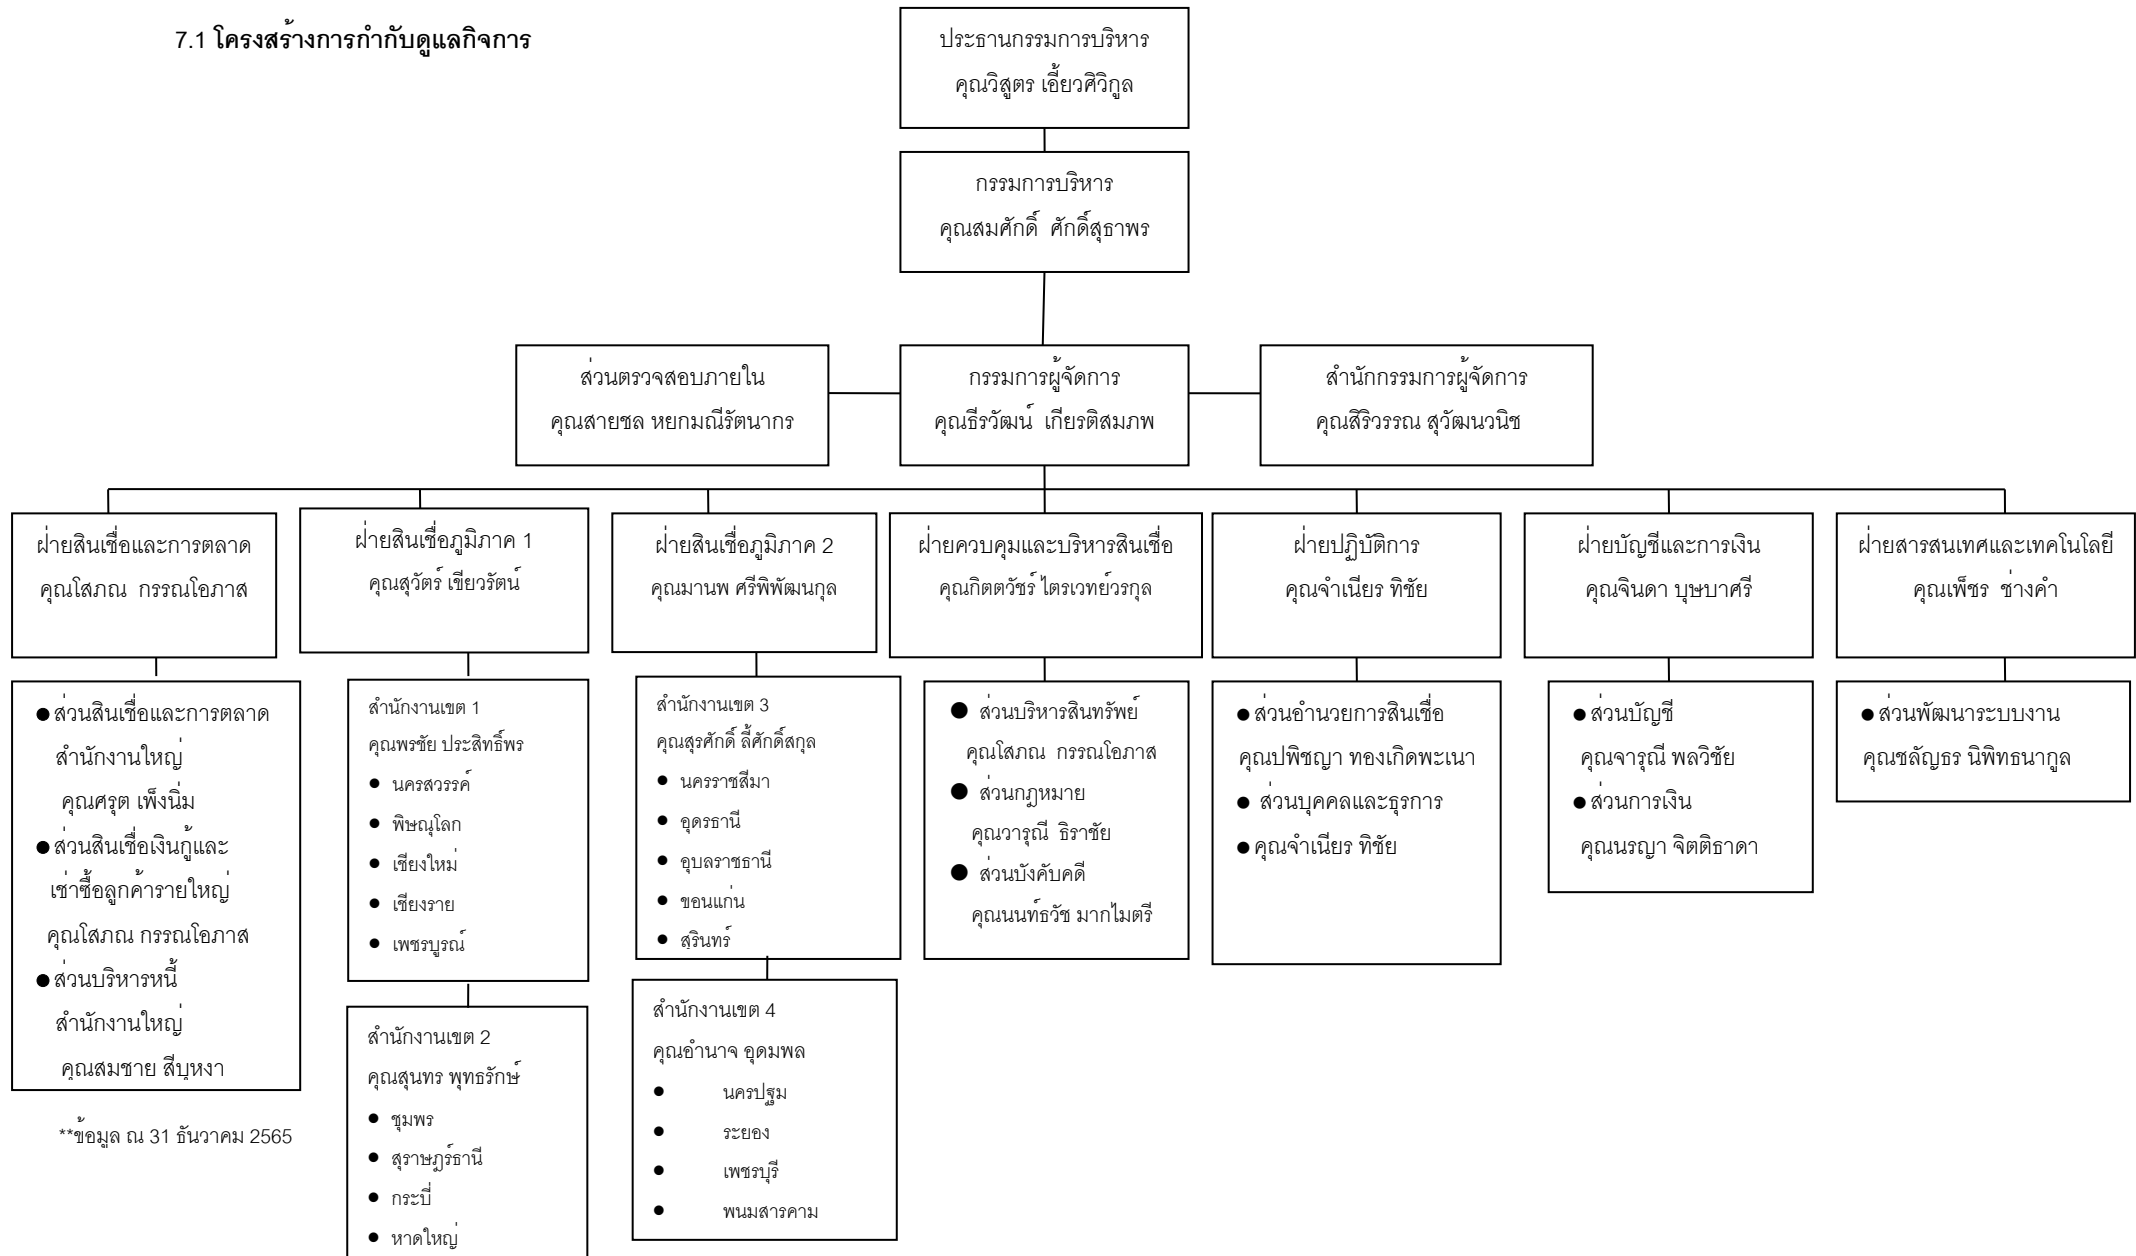 7.1 โครงสร้างการกำกับดูแลกิจการ
ประธานกรรมการบริหาร
คุณวิสูตร เอี้ยวศิวิกูล
กรรมการบริหาร
คุณสมศักดิ์ ศักดิ์สุธาพร
ส่วนตรวจสอบภายใน
คุณสายชล หยกมณีรัตนากร
กรรมการผู้จัดการ
คุณธีรวัฒน์ เกียรติสมภพ
สำนักกรรมการผู้จัดการ
คุณสิริวรรณ สุวัฒนวนิช
ฝ่ายสินเชื่อและการตลาด
คุณโสภณ กรรณโอภาส
ฝ่ายสินเชื่อภูมิภาค 1
คุณสุวัตร์ เขียวรัตน์
ฝ่ายสินเชื่อภูมิภาค 2
คุณมานพ ศรีพิพัฒนกุล
ฝ่ายควบคุมและบริหารสินเชื่อ
คุณกิตตวัชร์ ไตรเวทย์วรกุล
ฝ่ายปฏิบัติการ
คุณจำเนียร ทิชัย
ฝ่ายบัญชีและการเงิน
คุณจินดา บุษบาศรี
ฝ่ายสารสนเทศและเทคโนโลยี
คุณเพ็ชร ช่างคำ
● ส่วนสินเชื่อและการตลาด
สำนักงานใหญ่
คุณศรุต เพ็งนิ่ม
● ส่วนสินเชื่อเงินกู้และ
เช่าซื้อลูกค้ารายใหญ่
คุณโสภณ กรรณโอภาส
● ส่วนบริหารหนี้
สำนักงานใหญ่
คุณสมชาย สีบุหงา
สำนักงานเขต 1
คุณพรชัย ประสิทธิ์พร
● นครสวรรค์
● พิษณุโลก
● เชียงใหม่
● เชียงราย
● เพชรบูรณ์
สำนักงานเขต 2
คุณสุนทร พุทธรักษ์
● ชุมพร
● สุราษฎร์ธานี
● กระบี่
● หาดใหญ่
สำนักงานเขต 3
คุณสุรศักดิ์ ลี้ศักดิ์สกุล
● นครราชสีมา
● อุดรธานี
● อุบลราชธานี
● ขอนแก่น
● สุรินทร์
สำนักงานเขต 4
คุณอำนาจ อุดมพล
● นครปฐม
● ระยอง
● เพชรบุรี
● พนมสารคาม
● ส่วนบริหารสินทรัพย์
คุณโสภณ กรรณโอภาส
● ส่วนกฎหมาย
คุณวารุณี ธิราชัย
● ส่วนบังคับคดี
คุณนนท์ธวัช มากไมตรี
● ส่วนอำนวยการสินเชื่อ
คุณปพิชญา ทองเกิดพะเนา
● ส่วนบุคคลและธุรการ
● คุณจำเนียร ทิชัย
● ส่วนบัญชี
คุณจารุณี พลวิชัย
● ส่วนการเงิน
คุณนรญา จิตติธาดา
● ส่วนพัฒนาระบบงาน
คุณชลัญธร นิพิทธนากูล
**ข้อมูล ณ 31 ธันวาคม 2565